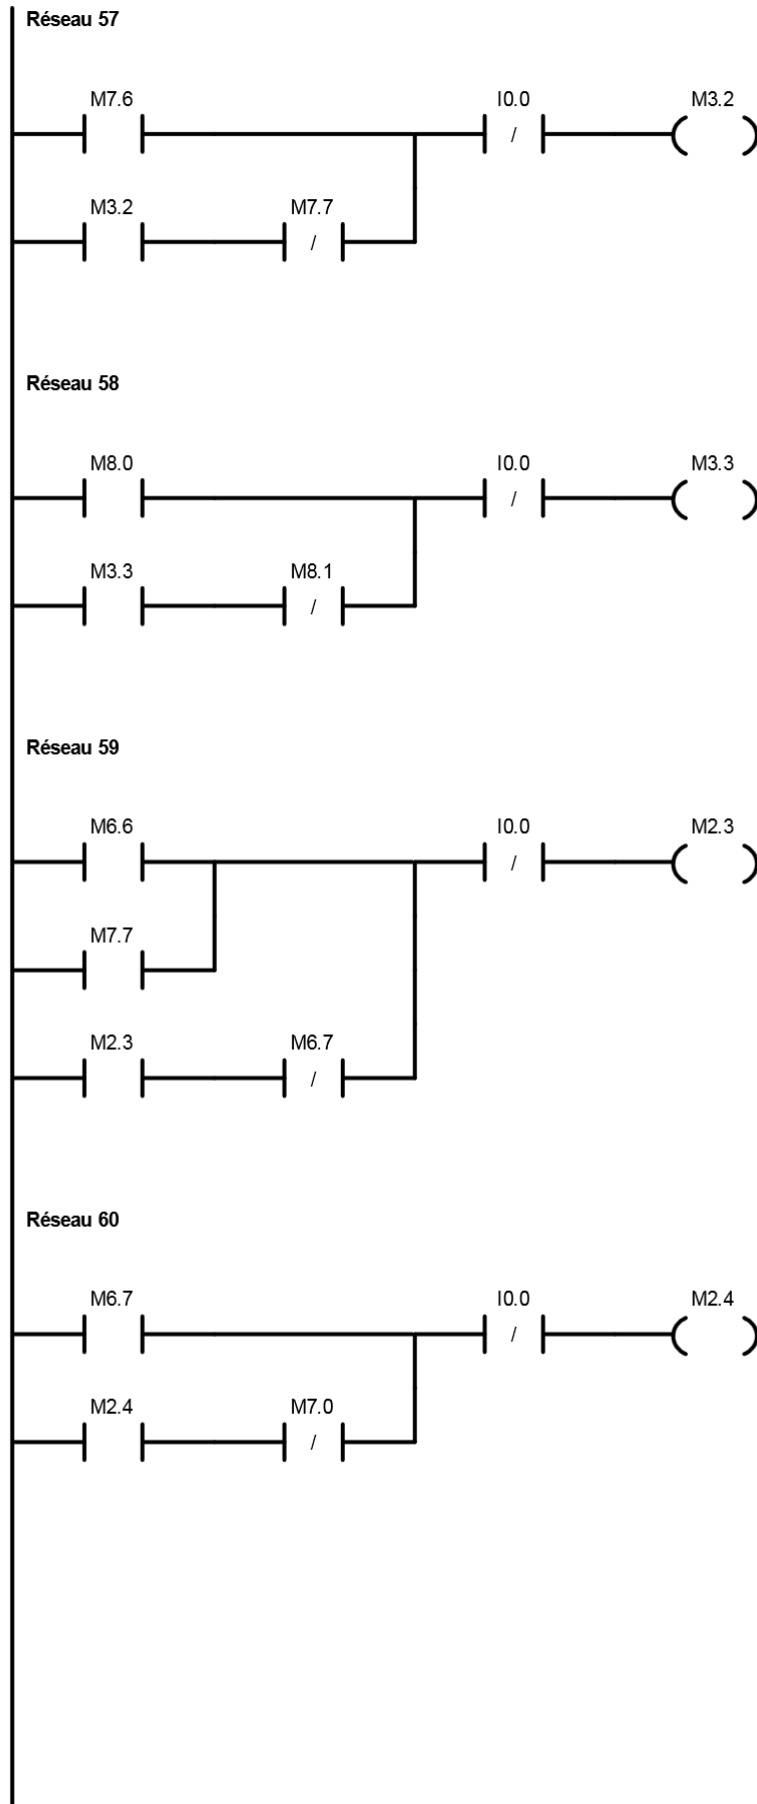 Réseau 57
M7.6 I0.0 M3.2
/
M3.2 M7.7
/
Réseau 58
M8.0 I0.0 M3.3
/
M3.3 M8.1
/
Réseau 59
M6.6 I0.0 M2.3
/
M7.7
M2.3 M6.7
/
Réseau 60
M6.7 I0.0 M2.4
/
M2.4 M7.0
/